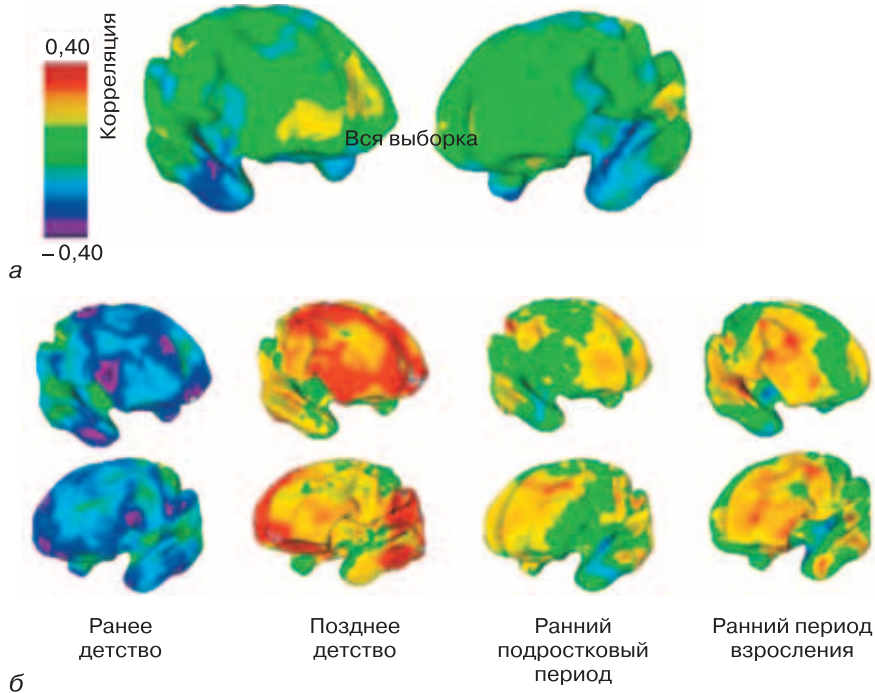 0,40
Корреляция
Вся выборка
– 0,40
а
Ранее
детство
Позднее
детство
Ранний
подростковый
период
Ранний период
взросления
б